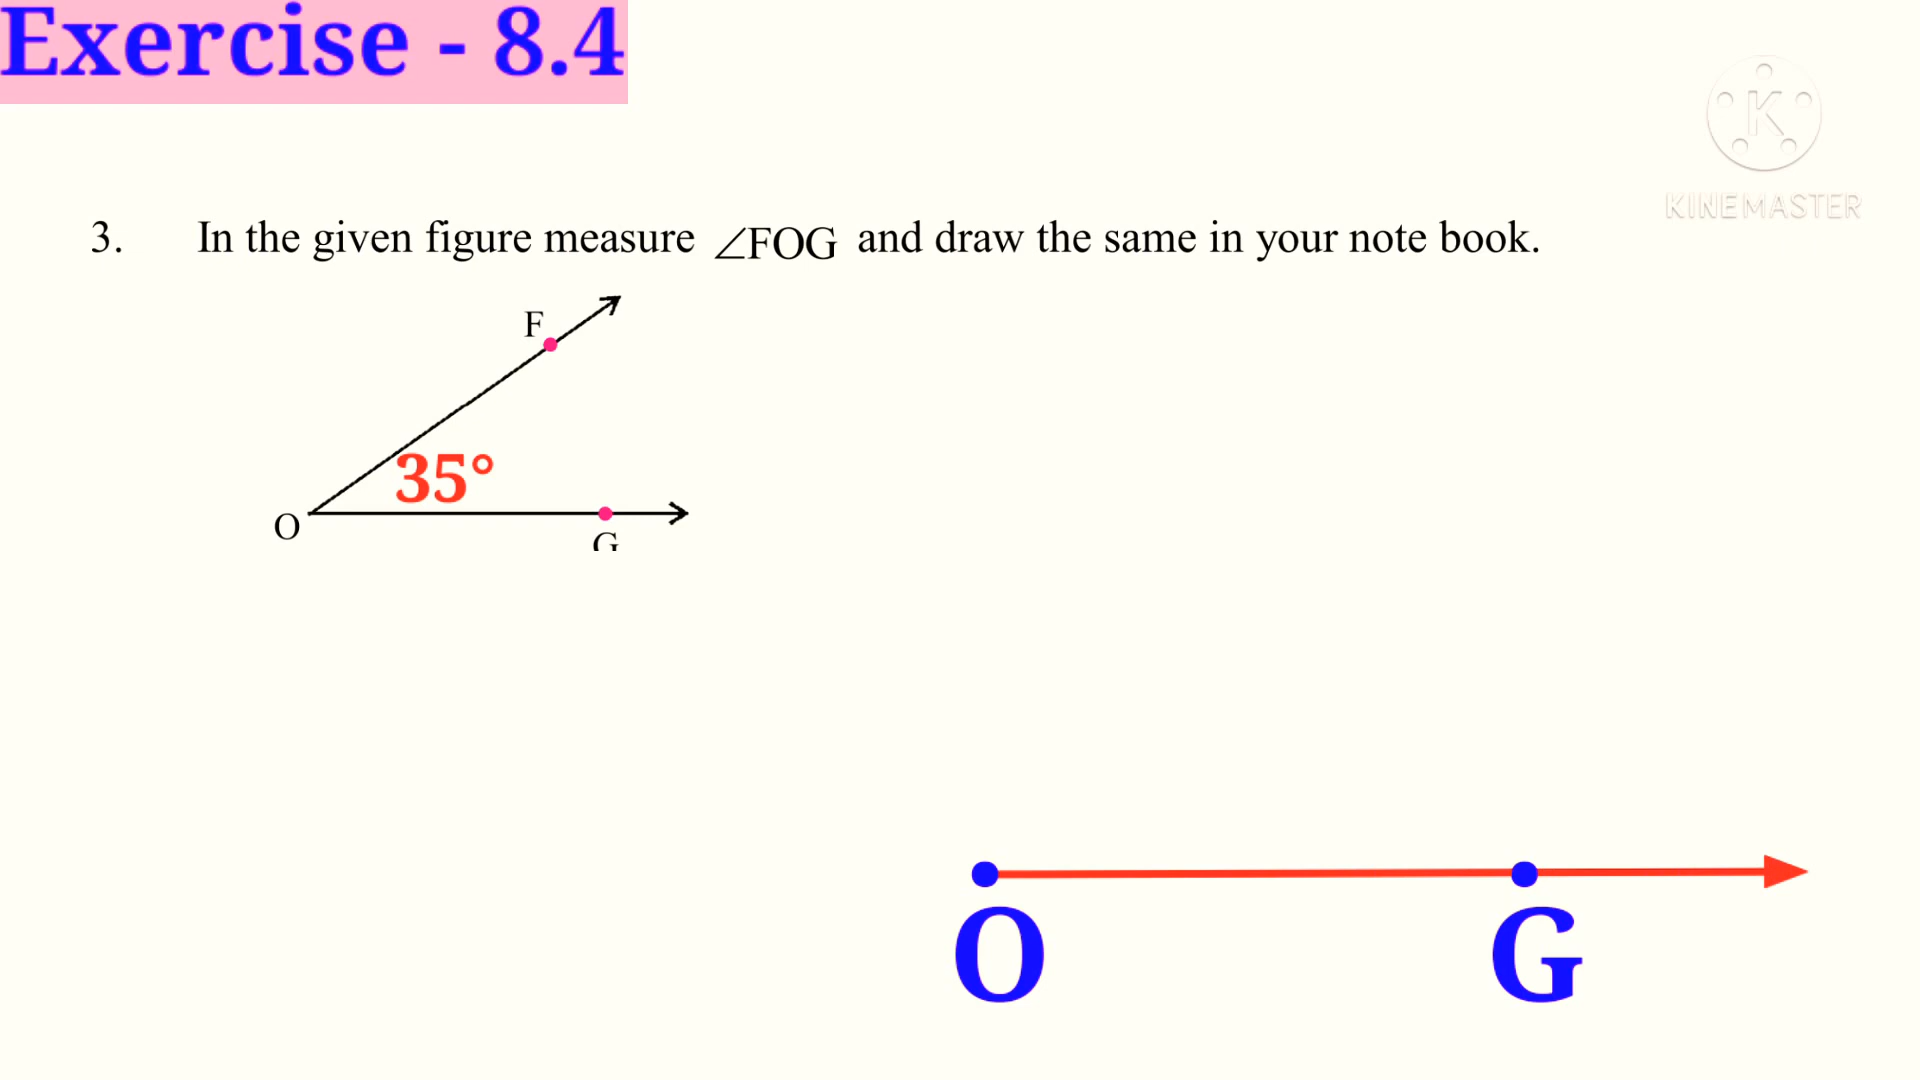 Exercise - 8.4
K
KINEMASTER
3. In the given figure measure ∠FOG and draw the same in your note book.
F
35°
O
G
O G